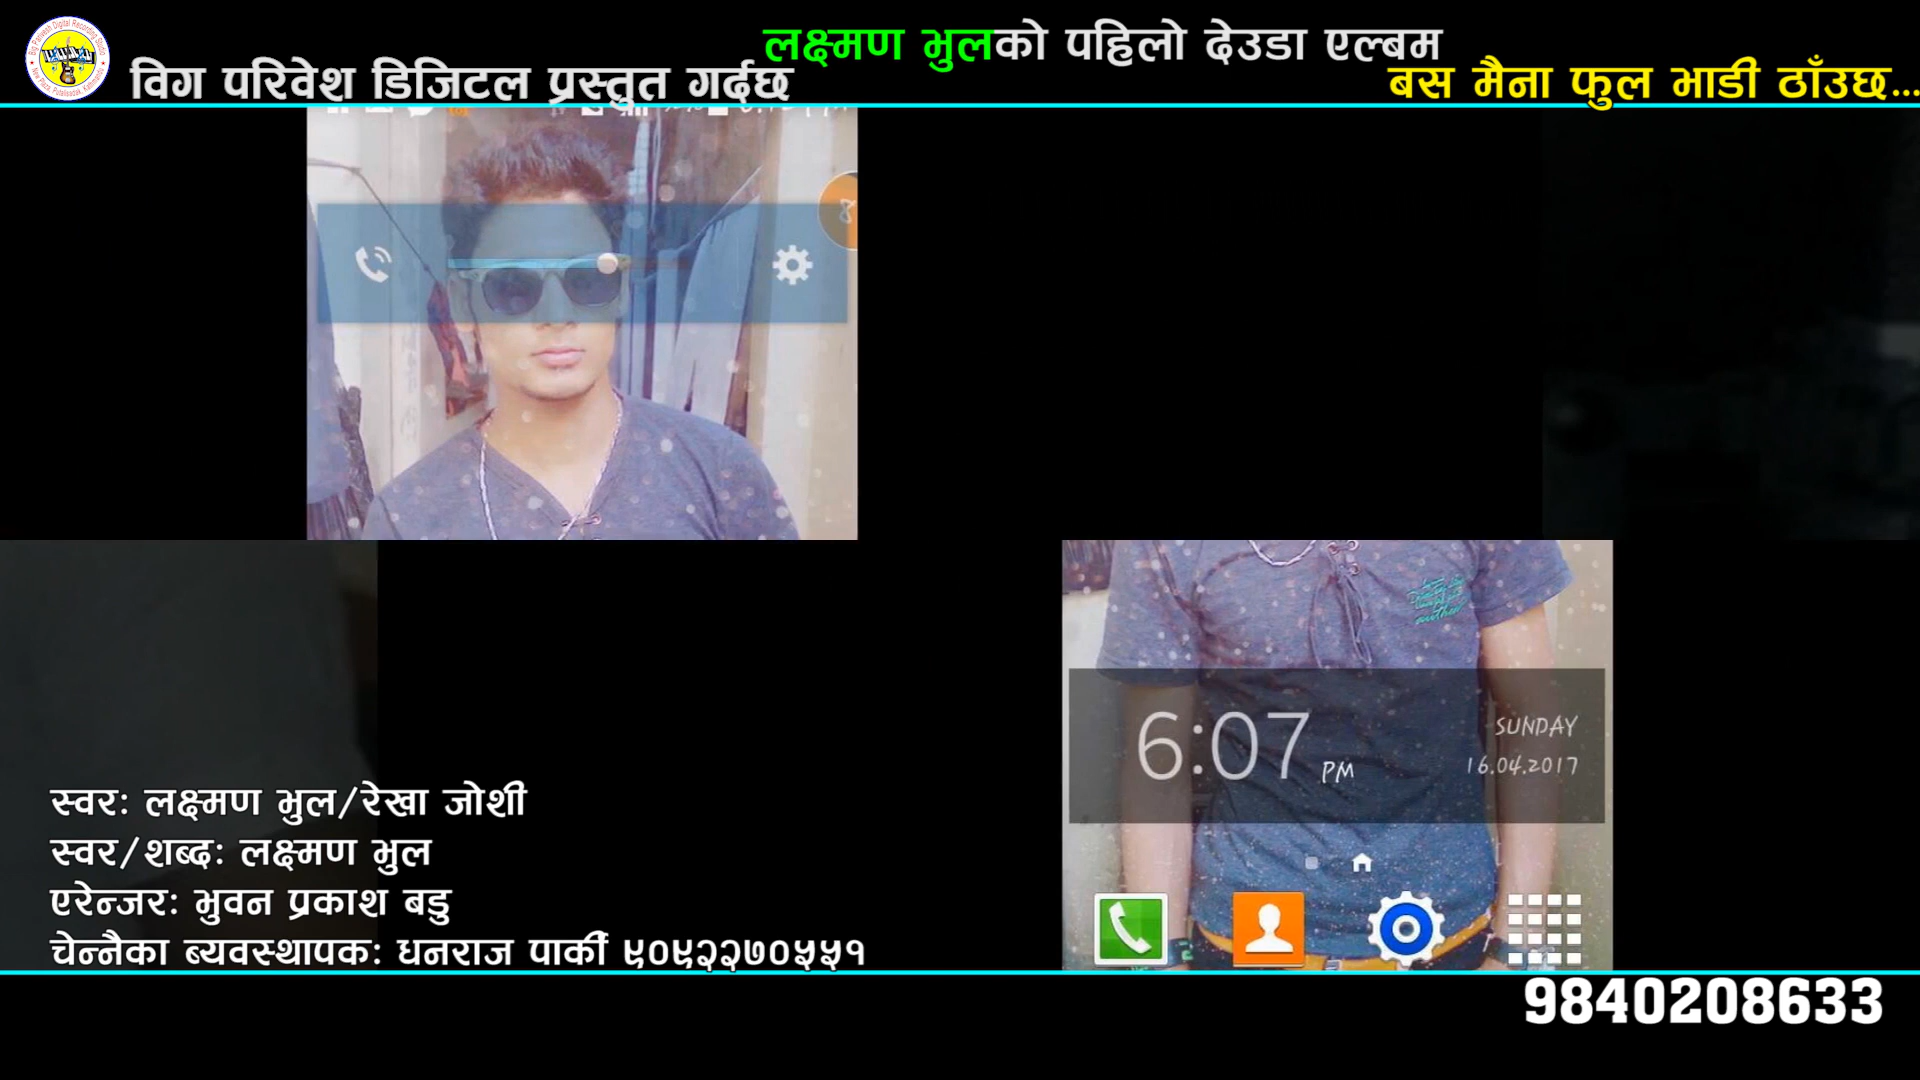 लक्ष्मण भुलको पहिलो देउडा एल्बम
विग परिवेश डिजिटल प्रस्तुत गर्दछ
बस मैना फुल भाडी ठाँउछ...
8
6:07 PM
SUNDAY
16.04.2017
स्वर: लक्ष्मण भुल/रेखा जोशी
स्वर/शब्द: लक्ष्मण भुल
एरेन्जर: भुवन प्रकाश बडु
चेन्नैका ब्यवस्थापक: धनराज पार्की ९०९२२७०५५१
9840208633